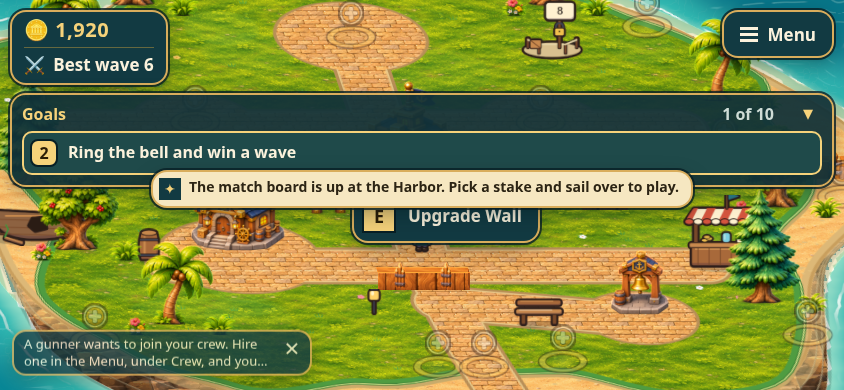 1,920
Best wave 6
8
Menu
Goals
1 of 10
2 Ring the bell and win a wave
The match board is up at the Harbor. Pick a stake and sail over to play.
E Upgrade Wall
A gunner wants to join your crew. Hire
one in the Menu, under Crew, and you...